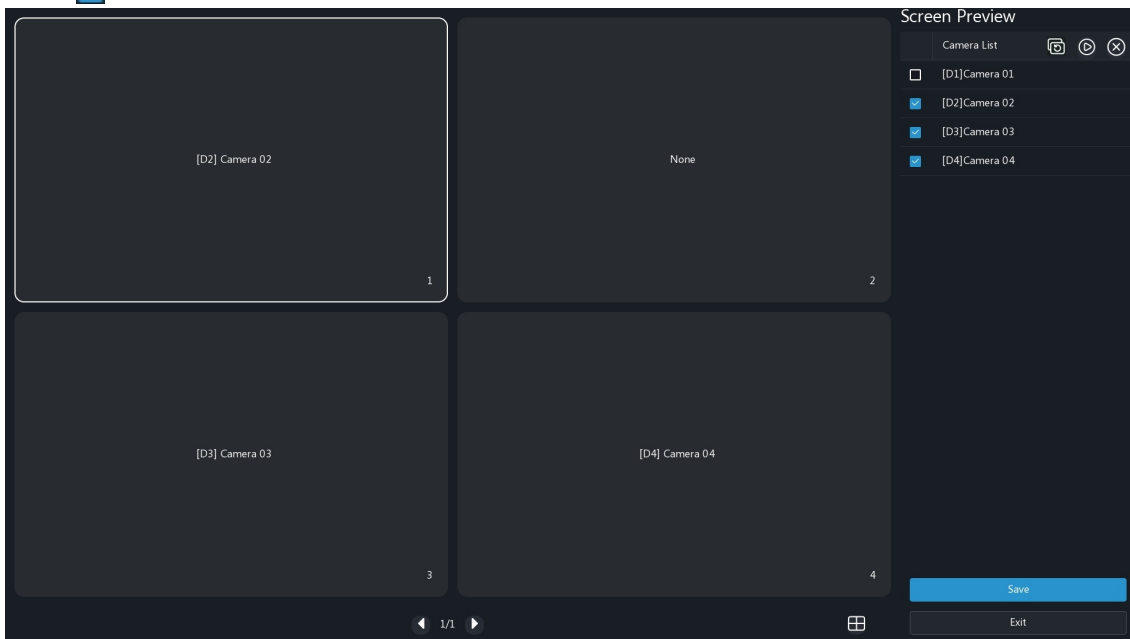 Screen Preview
Camera List
[D1]Camera 01
[D2]Camera 02
[D3]Camera 03
[D4]Camera 04
[D2] Camera 02
1
None
2
[D3] Camera 03
3
[D4] Camera 04
4
1/1
Save
Exit